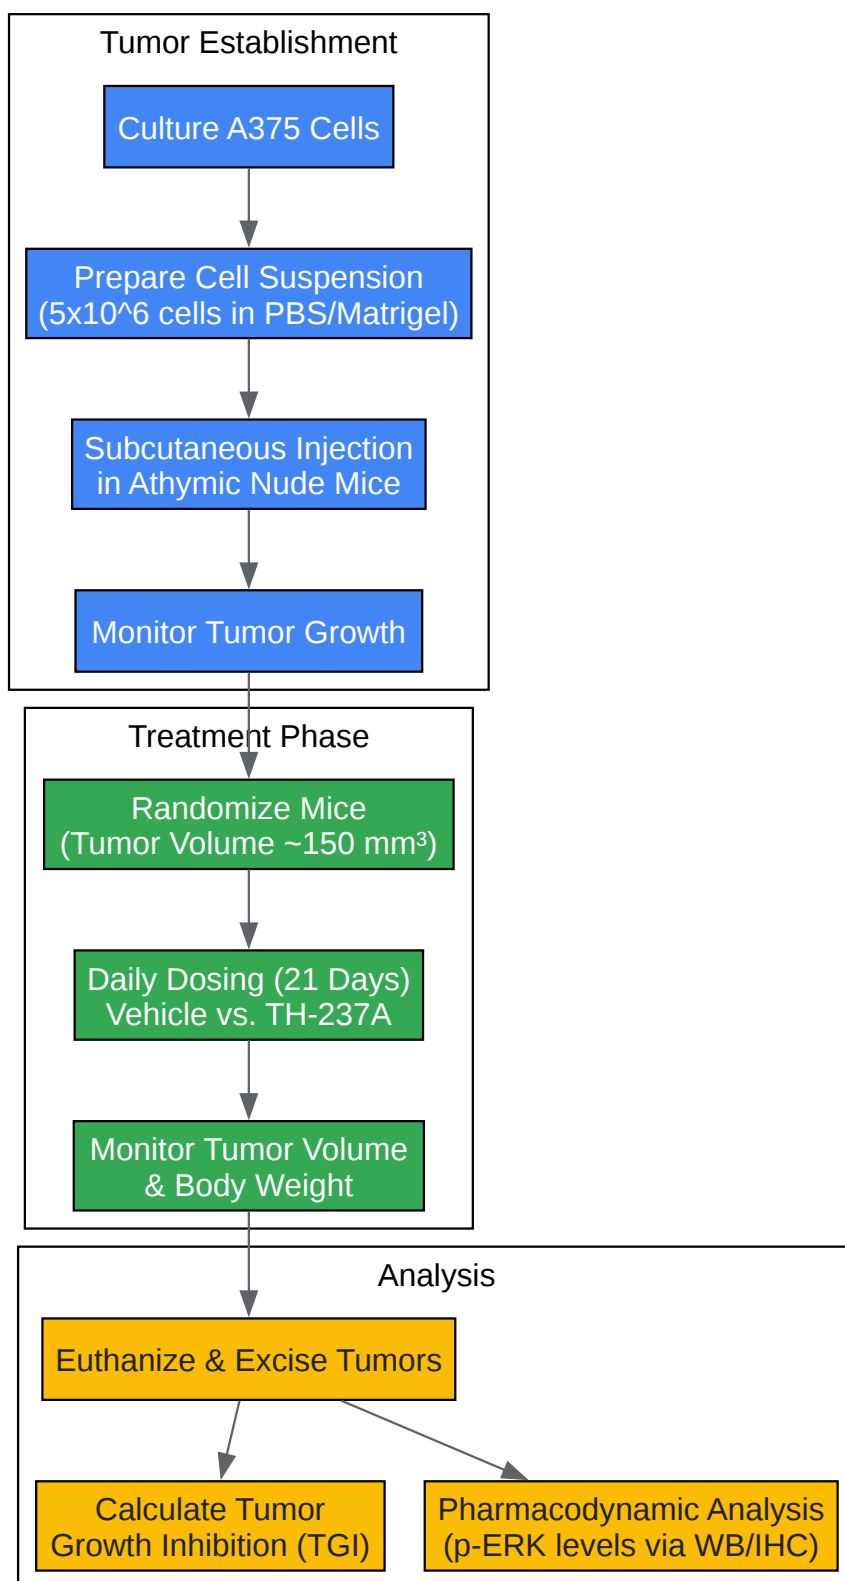 Tumor Establishment
Culture A375 Cells
Prepare Cell Suspension
(5x10^6 cells in PBS/Matrigel)
Subcutaneous Injection
in Athymic Nude Mice
Monitor Tumor Growth
Treatment Phase
Randomize Mice
(Tumor Volume ~150 mm³)
Daily Dosing (21 Days)
Vehicle vs. TH-237A
Monitor Tumor Volume
& Body Weight
Analysis
Euthanize & Excise Tumors
Calculate Tumor
Growth Inhibition (TGI)
Pharmacodynamic Analysis
(p-ERK levels via WB/IHC)